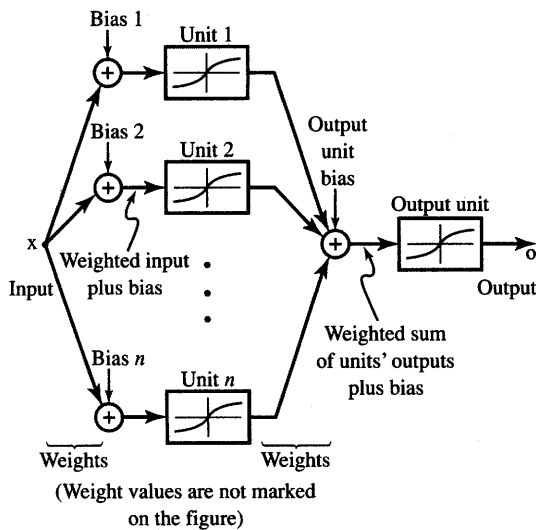 Bias 1
Unit 1
Bias 2
Unit 2
Output
unit
bias
Output unit
x
Weighted input
plus bias
Input
o
Output
Weighted sum
of units' outputs
plus bias
Bias n
Unit n
Weights
Weights
(Weight values are not marked
on the figure)